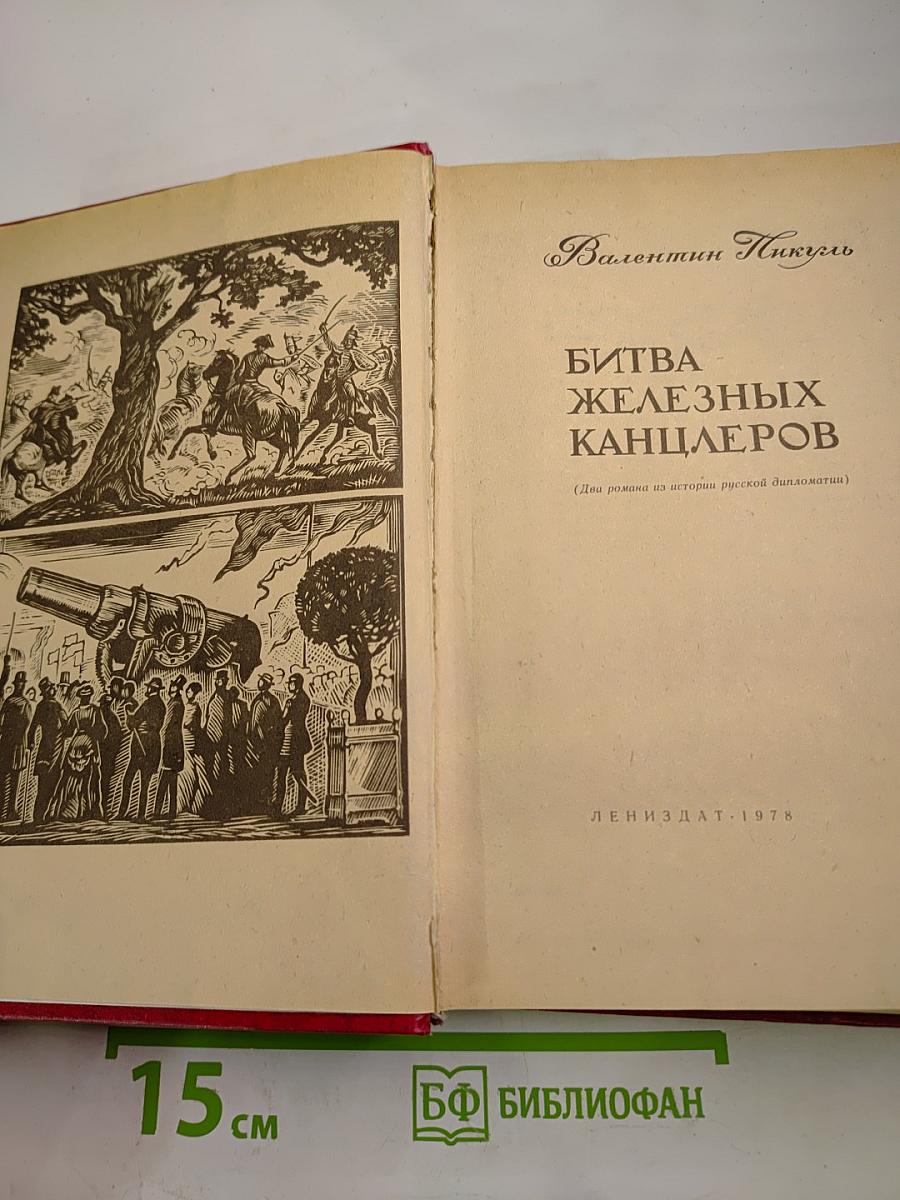 Валентин Пикуль
БИТВА
ЖЕЛЕЗНЫХ
КАНЦЛЕРОВ
(Два романа из истории русской дипломатии)
ЛЕНИЗДАТ · 1978
15 см
БФ БИБЛИОФАН